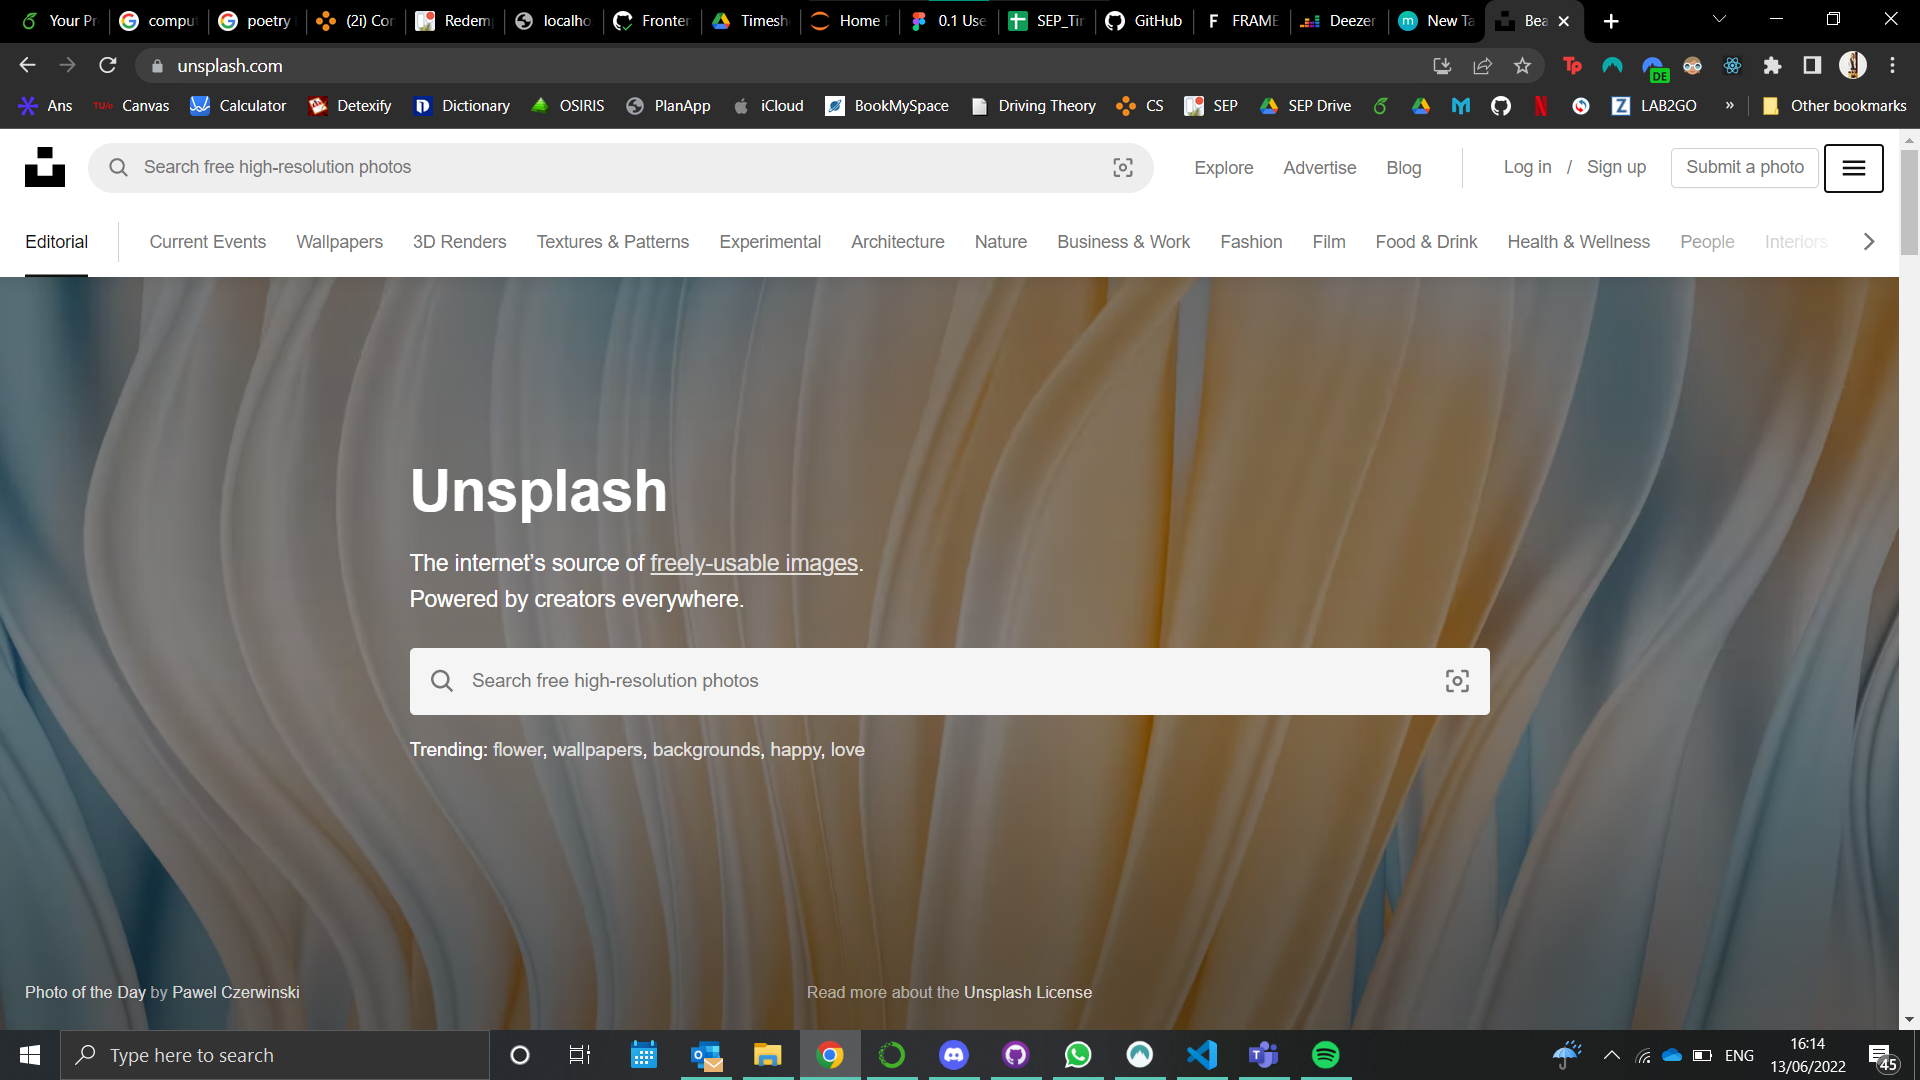 Your Pr
comput
poetry
(2i) Cor
Redemp
localho
Fronter
Timeshe
Home P
0.1 Use
SEP_Tir
GitHub
FRAME
Deezer
New Ta
Bea
unsplash.com
DE
Ans
TU/e Canvas
Calculator
Detexify
Dictionary
OSIRIS
PlanApp
iCloud
BookMySpace
Driving Theory
CS
SEP
SEP Drive
LAB2GO
»
Other bookmarks
Search free high-resolution photos
Explore
Advertise
Blog
Log in / Sign up
Submit a photo
Editorial
Current Events
Wallpapers
3D Renders
Textures & Patterns
Experimental
Architecture
Nature
Business & Work
Fashion
Film
Food & Drink
Health & Wellness
People
Interiors
Unsplash
The internet’s source of freely-usable images.
Powered by creators everywhere.
Search free high-resolution photos
Trending: flower, wallpapers, backgrounds, happy, love
Photo of the Day by Pawel Czerwinski
Read more about the Unsplash License
Type here to search
ENG
16:14
13/06/2022
45